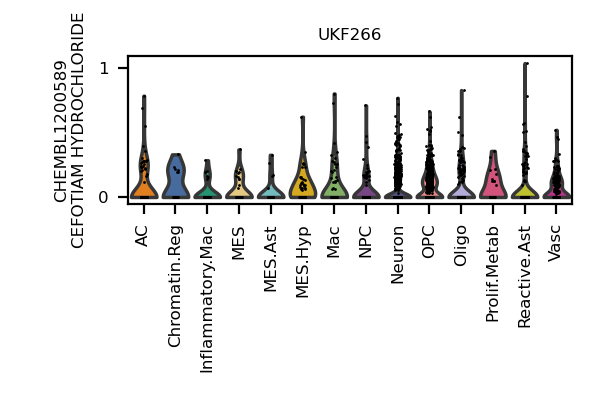 UKF266
CHEMBL1200589
CEFOTIAM HYDROCHLORIDE
1
0
AC
Chromatin.Reg
Inflammatory.Mac
MES
MES.Ast
MES.Hyp
Mac
NPC
Neuron
OPC
Oligo
Prolif.Metab
Reactive.Ast
Vasc